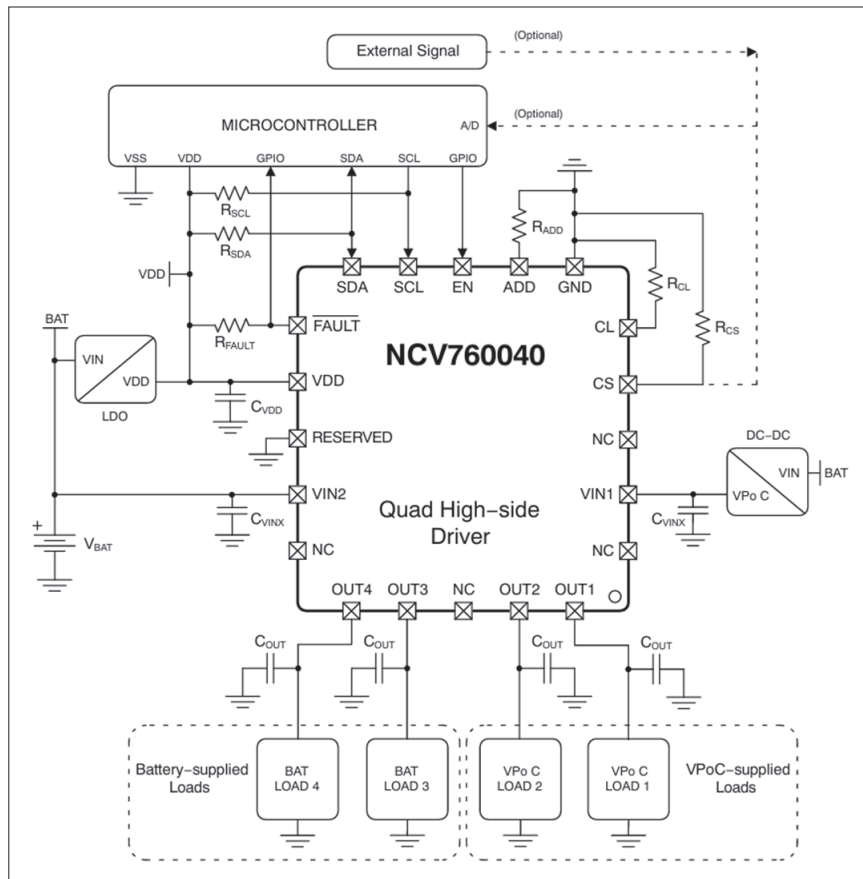 External Signal
(Optional)
(Optional)
MICROCONTROLLER
A/D
VSS VDD GPIO SDA SCL GPIO
RSCL
RADD
RSDA
RCL
VDD
SDA SCL EN ADD GND
BAT
RFAULT
FAULT
CL
RCS
NCV760040
VIN
VDD
LDO
CVDD
VDD
CS
RESERVED
NC
DC–DC
VIN
BAT
VPo C
CVINX
VIN2
VIN1
CVINX
Quad High–side
Driver
+
VBAT
NC
NC
OUT4 OUT3 NC OUT2 OUT1
COUT COUT COUT COUT
Battery–supplied
Loads
BAT
LOAD 4
BAT
LOAD 3
VPo C
LOAD 2
VPo C
LOAD 1
VPoC–supplied
Loads